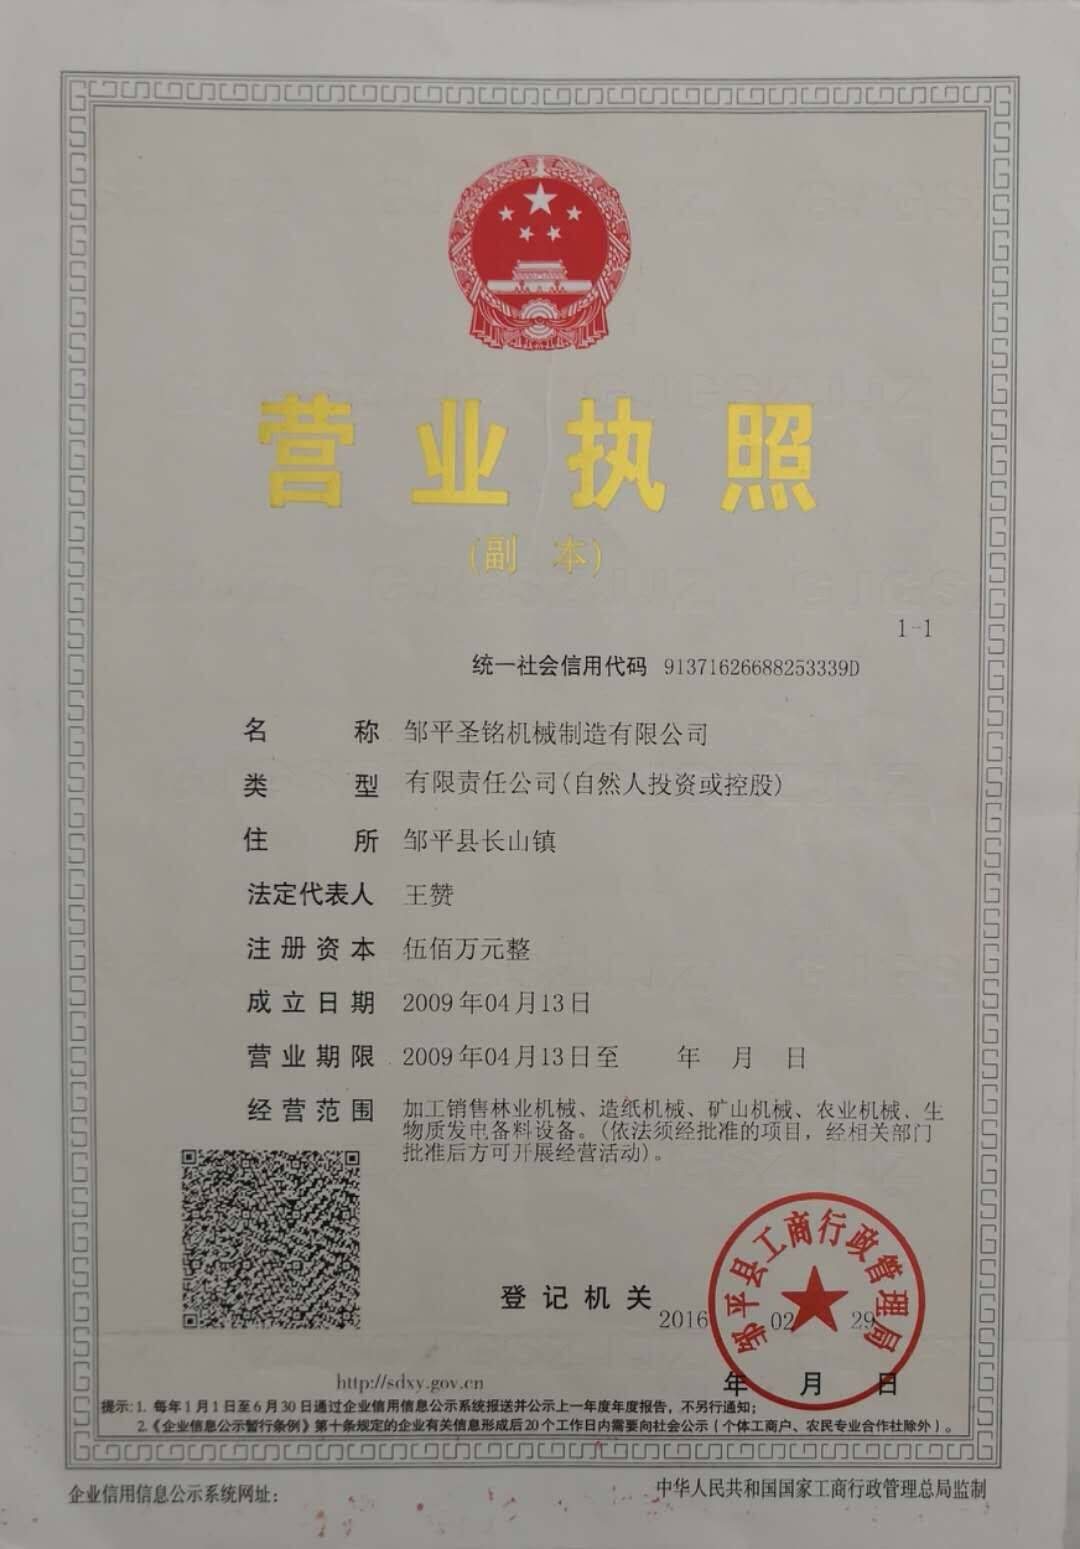 营业执照
(副 本)
1-1
统一社会信用代码 91371626688253339D
名 称 邹平圣铭机械制造有限公司
类 型 有限责任公司(自然人投资或控股)
住 所 邹平县长山镇
法定代表人 王赞
注册资本 伍佰万元整
成立日期 2009年04月13日
营业期限 2009年04月13日至 年 月 日
经营范围 加工销售林业机械、造纸机械、矿山机械、农业机械、生
物质发电备料设备。(依法须经批准的项目，经相关部门
批准后方可开展经营活动)。
邹平县工商行政管理局
登记机关
2016 02 29
年 月 日
http://sdxy.gov.cn
提示:1. 每年1月1日至6月30日通过企业信用信息公示系统报送并公示上一年度年度报告，不另行通知；
2.《企业信息公示暂行条例》第十条规定的企业有关信息形成后20个工作日内需要向社会公示（个体工商户、农民专业合作社除外）。
企业信用信息公示系统网址： 中华人民共和国国家工商行政管理总局监制